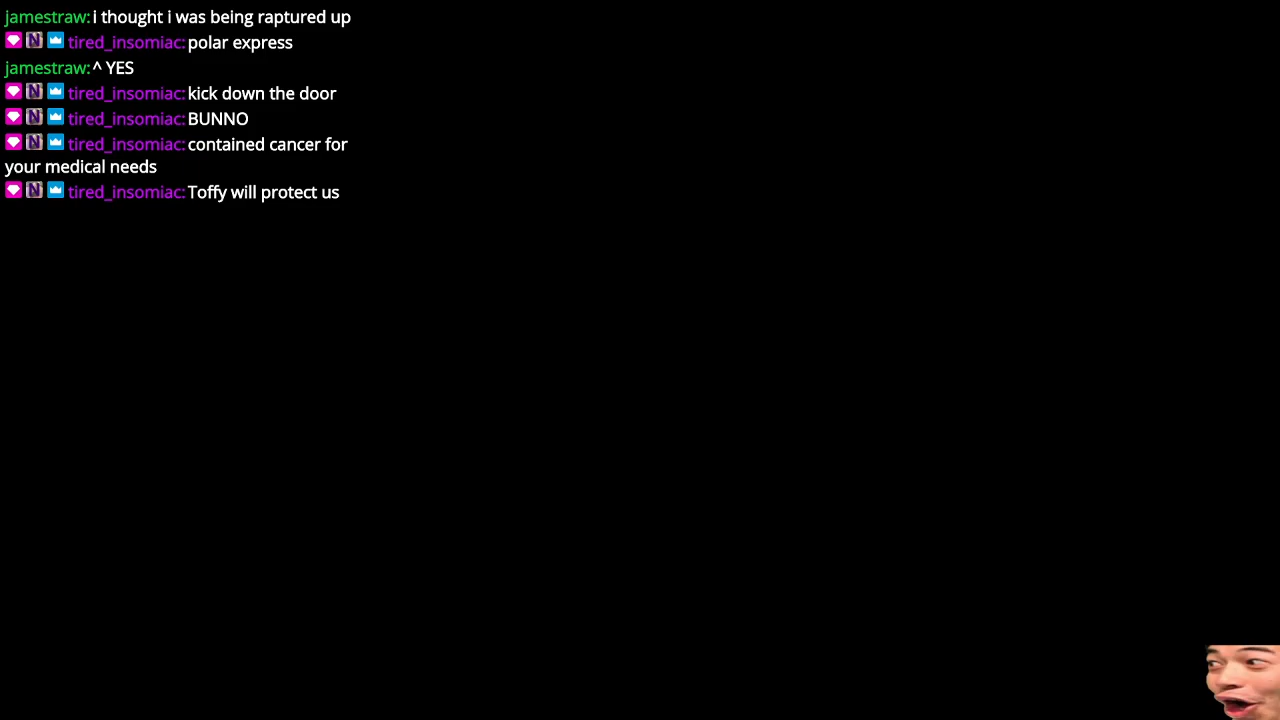 jamestraw: i thought i was being raptured up
N tired_insomiac: polar express
jamestraw: ^ YES
N tired_insomiac: kick down the door
N tired_insomiac: BUNNO
N tired_insomiac: contained cancer for
your medical needs
N tired_insomiac: Toffy will protect us